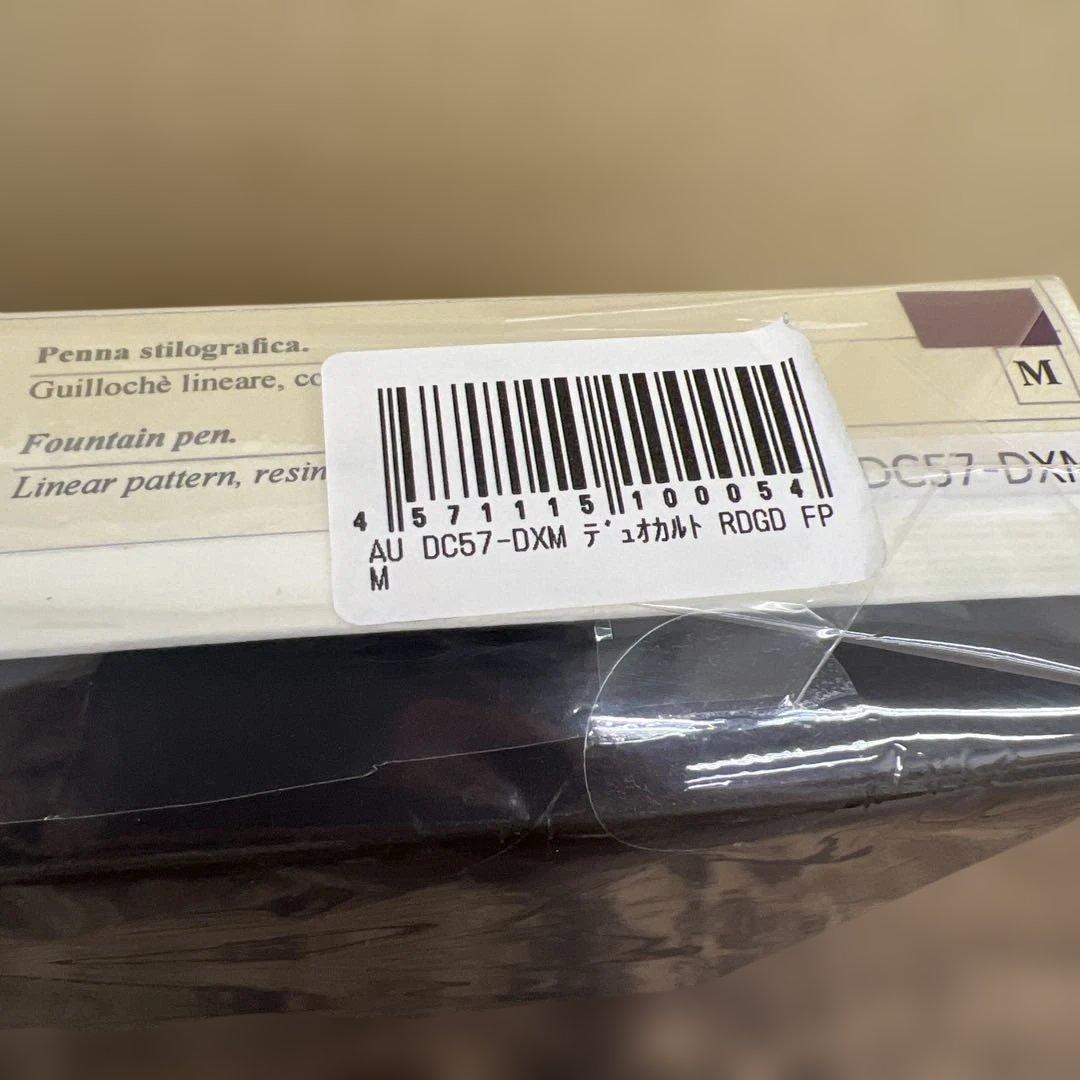 Penna stilografica.
Guillochè lineare, co
Fountain pen.
Linear pattern, resin
M
DC57-DXM
4 571115 100054
AU DC57-DXM ﾃﾞｭｵｶﾙﾄ RDGD FP
M